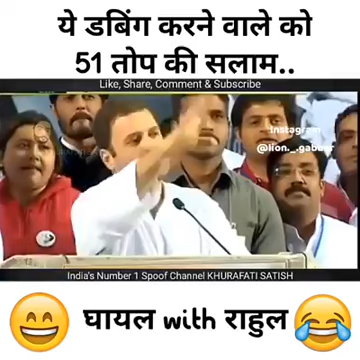 ये डबिंग करने वाले को
51 तोप की सलाम..
Like, Share, Comment & Subscribe
Instagram
India's Number 1 Spoof Channel KHURAFATI SATISH
घायल with राहुल